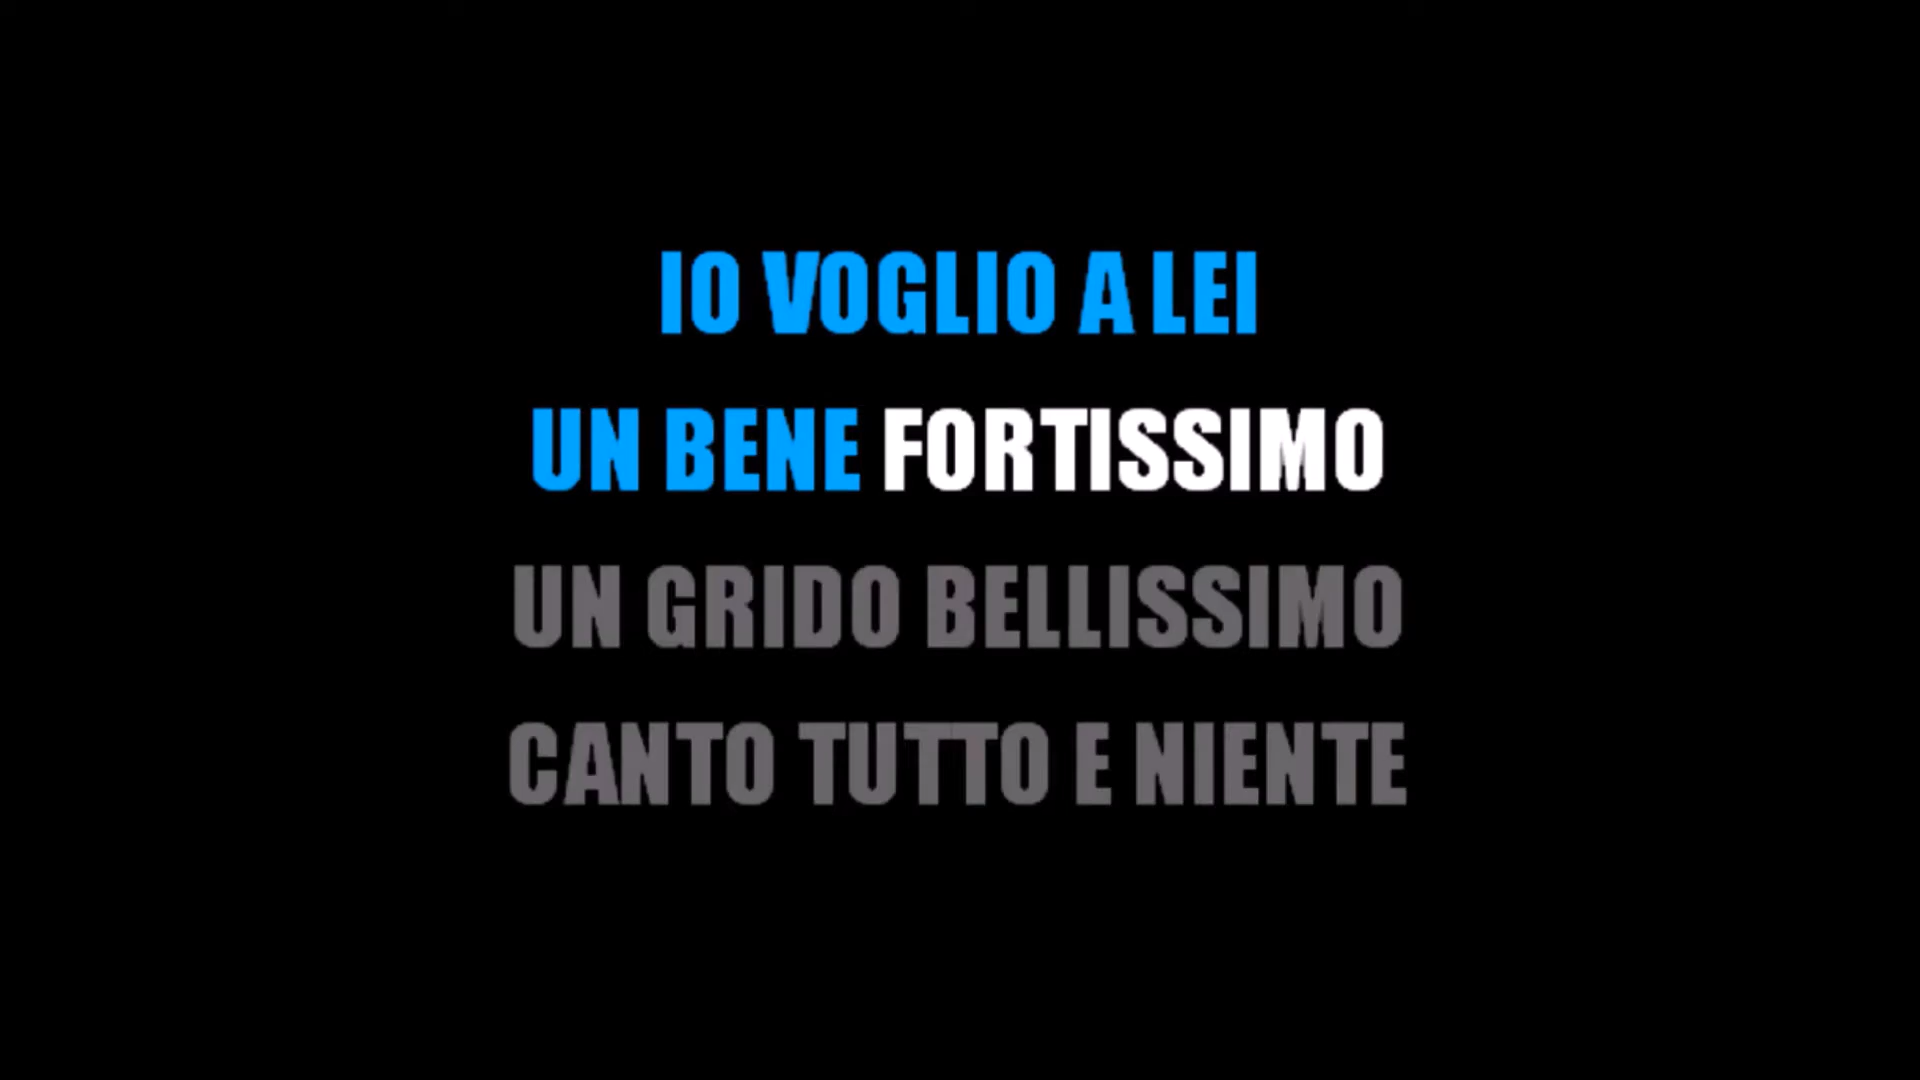 IO VOGLIO A LEI
UN BENE FORTISSIMO
UN GRIDO BELLISSIMO
CANTO TUTTO E NIENTE